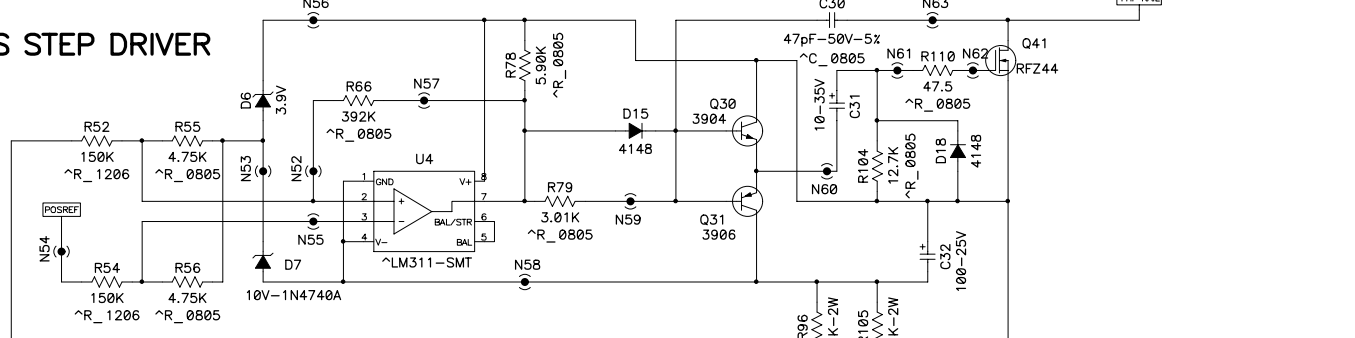 N56
C30
N63
S STEP DRIVER
47pF-50V-5%
^C_0805
Q41
RFZ44
R78
5.90K
^R_0805
N61
R110
N62
47.5
^R_0805
D6
3.9V
R66
N57
392K
^R_0805
10-35V
+
C31
D15
4148
Q30
3904
R52
150K
^R_1206
R55
4.75K
^R_0805
N53
N52
U4
1
GND
V+
8
2
+
7
3
-
BAL/STR
6
4
V-
BAL
5
^LM311-SMT
R79
3.01K
^R_0805
N59
Q31
3906
N60
R104
12.7K
^R_0805
D18
4148
POSREF
N54
N55
R54
150K
^R_1206
R56
4.75K
^R_0805
D7
10V-1N4740A
N58
+
C32
100-25V
R96
K-2W
R105
K-2W